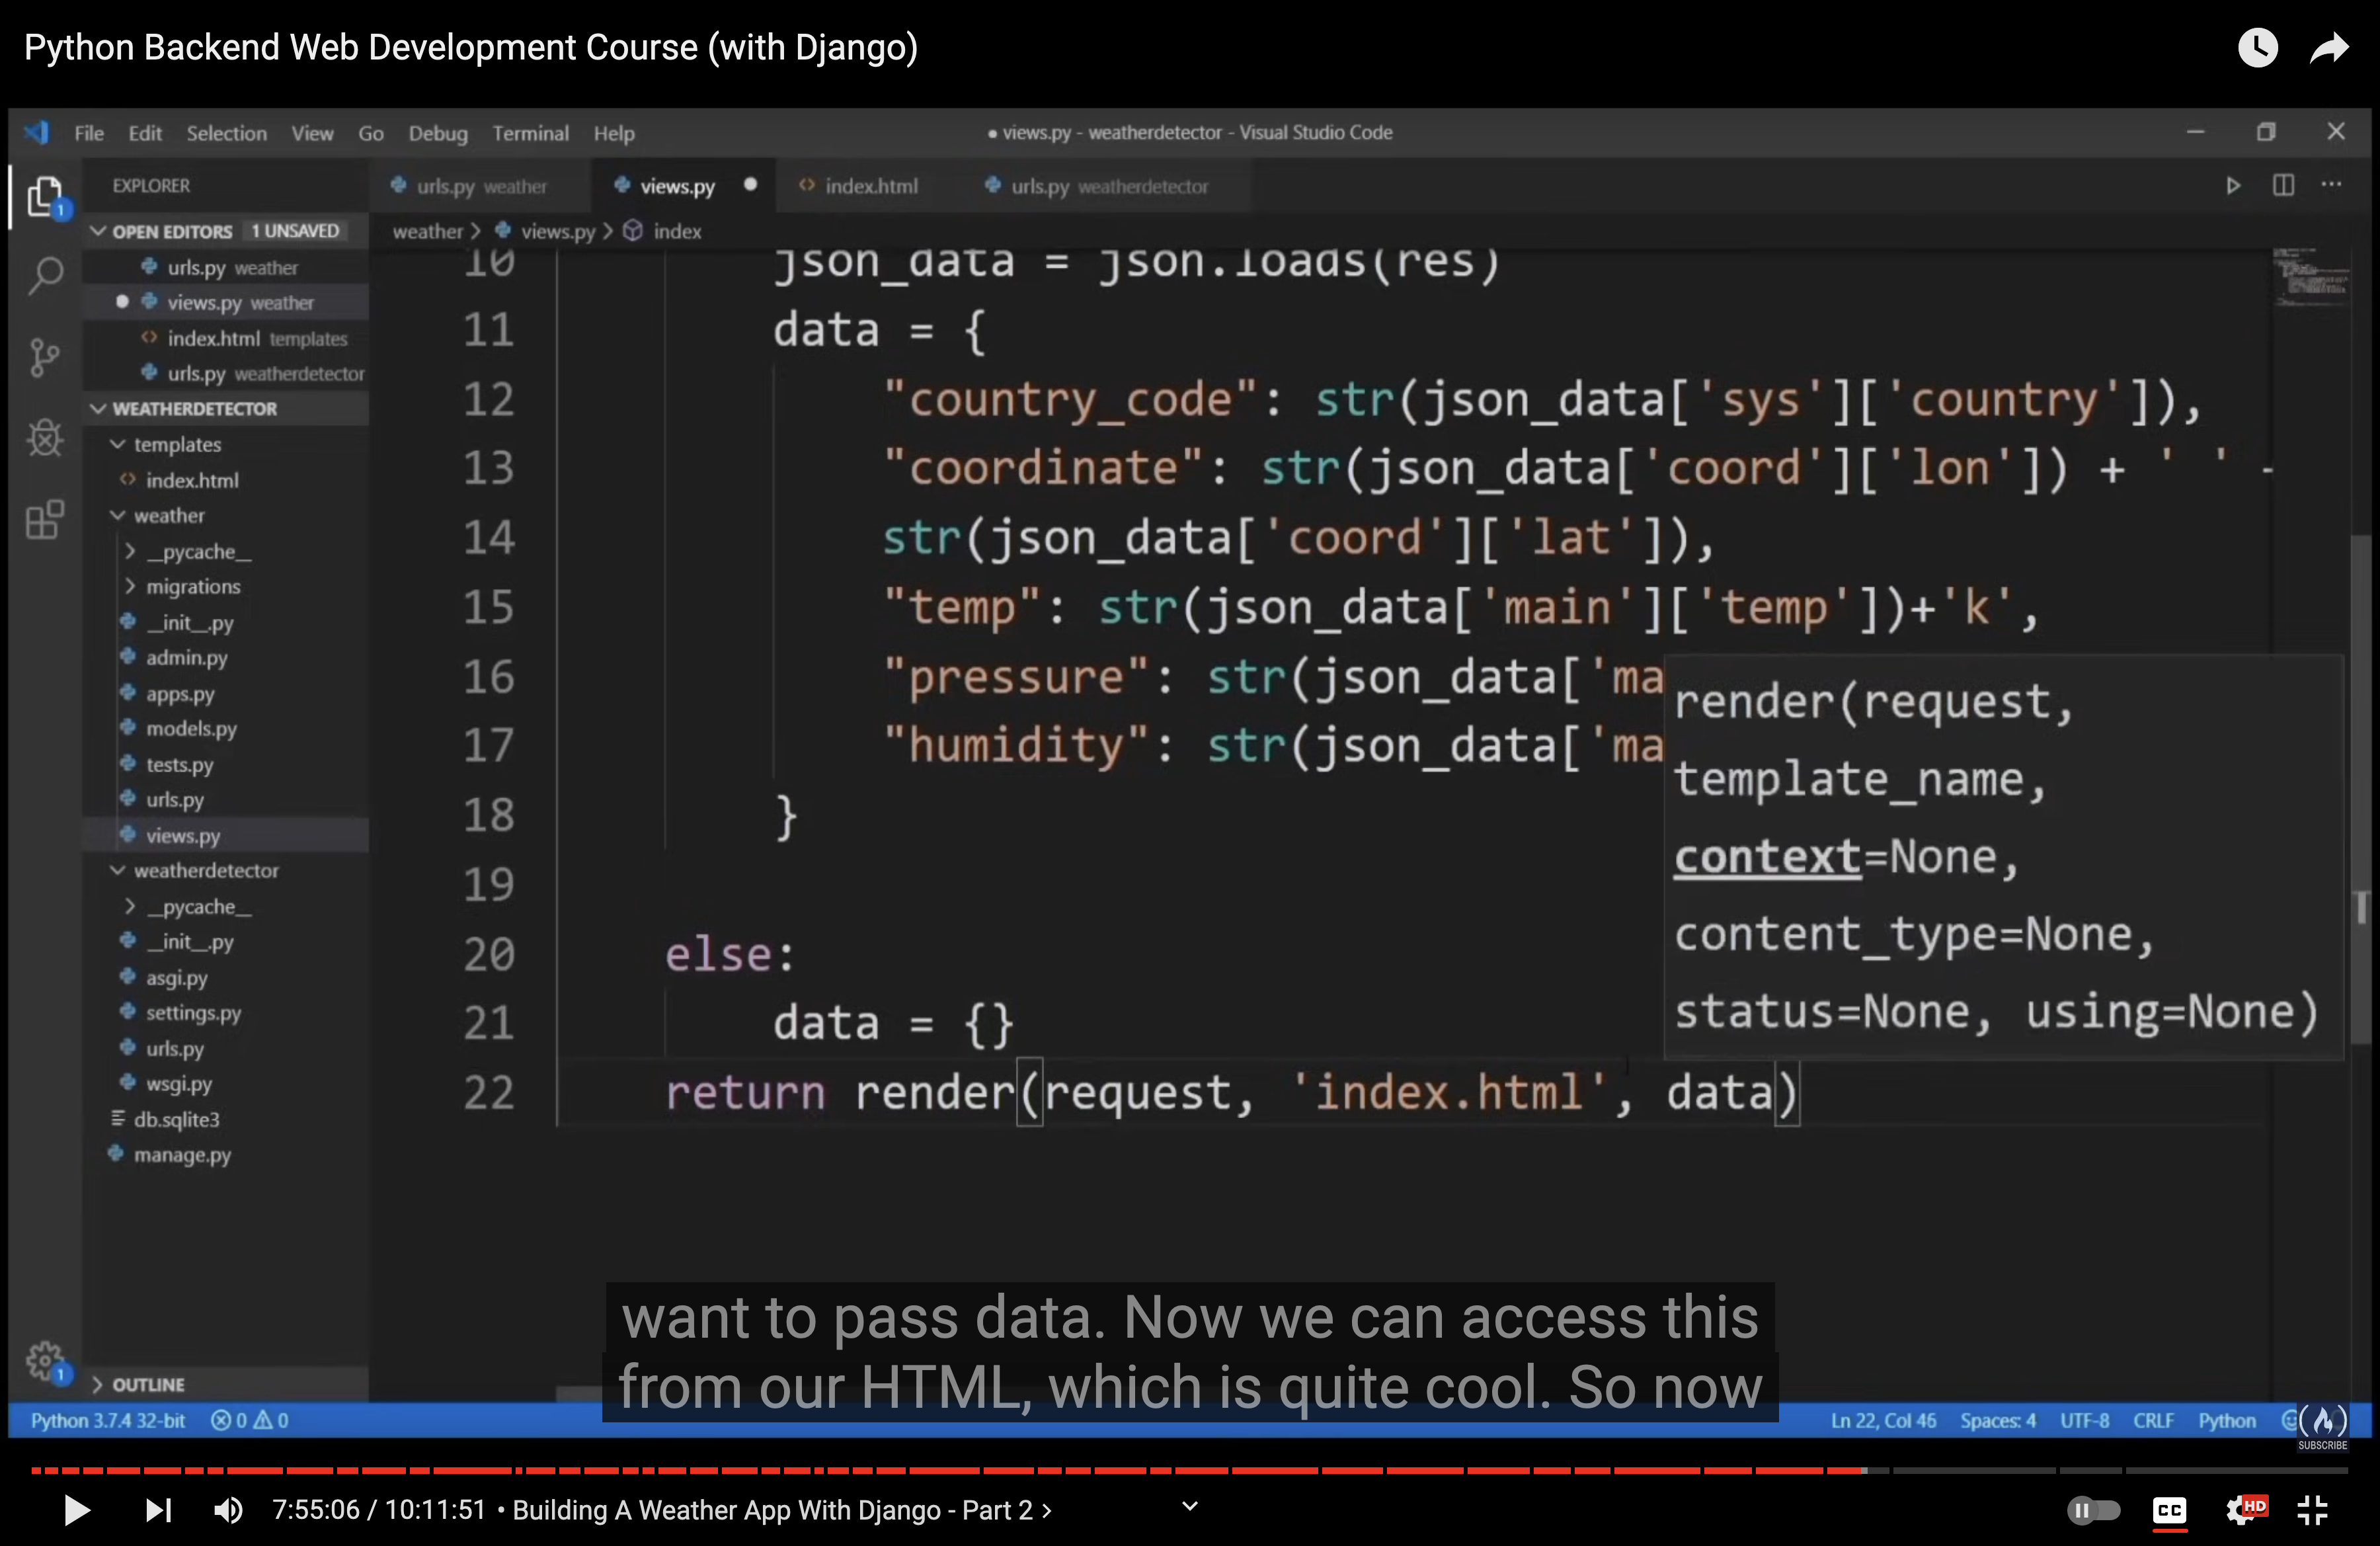 Python Backend Web Development Course (with Django)
File Edit Selection View Go Debug Terminal Help
● views.py - weatherdetector - Visual Studio Code
EXPLORER
OPEN EDITORS 1 UNSAVED
urls.py weather
views.py weather
index.html templates
urls.py weatherdetector
WEATHERDETECTOR
templates
index.html
weather
__pycache__
migrations
__init__.py
admin.py
apps.py
models.py
tests.py
urls.py
views.py
weatherdetector
__pycache__
__init__.py
asgi.py
settings.py
urls.py
wsgi.py
db.sqlite3
manage.py
OUTLINE
1
1
urls.py weather views.py ● index.html urls.py weatherdetector
weather > views.py > index
10 json_data = json.loads(res)
11 data = {
12 "country_code": str(json_data['sys']['country']),
13 "coordinate": str(json_data['coord']['lon']) + ' '
14 str(json_data['coord']['lat']),
15 "temp": str(json_data['main']['temp'])+'k',
16 "pressure": str(json_data['ma
17 "humidity": str(json_data['ma
18 }
19
20 else:
21 data = {}
22 return render(request, 'index.html', data)
render(request,
template_name,
context=None,
content_type=None,
status=None, using=None)
want to pass data. Now we can access this
from our HTML, which is quite cool. So now
Python 3.7.4 32-bit 0 0 Ln 22, Col 46 Spaces: 4 UTF-8 CRLF Python
SUBSCRIBE
7:55:06 / 10:11:51 • Building A Weather App With Django - Part 2 >
CC HD